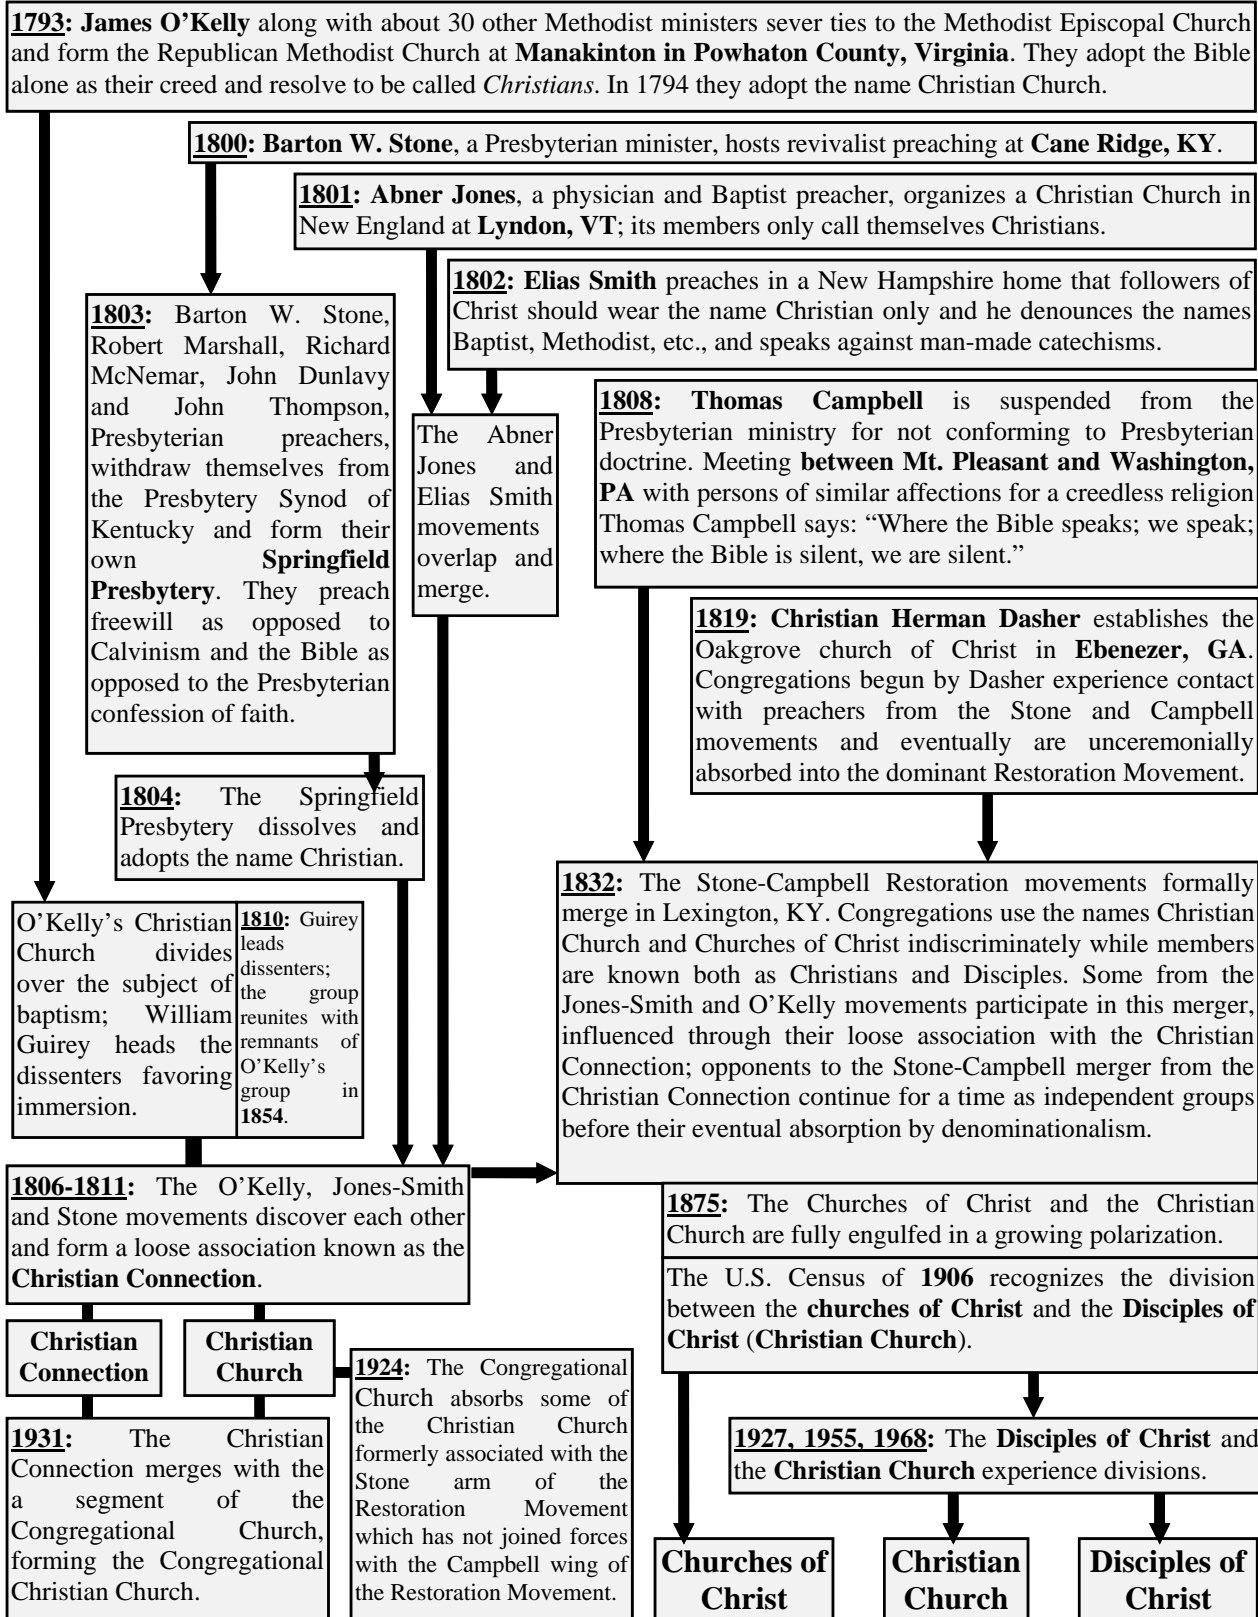 1793: James O’Kelly along with about 30 other Methodist ministers sever ties to the Methodist Episcopal Church
and form the Republican Methodist Church at Manakinton in Powhaton County, Virginia. They adopt the Bible
alone as their creed and resolve to be called Christians. In 1794 they adopt the name Christian Church.
1800: Barton W. Stone, a Presbyterian minister, hosts revivalist preaching at Cane Ridge, KY.
1801: Abner Jones, a physician and Baptist preacher, organizes a Christian Church in
New England at Lyndon, VT; its members only call themselves Christians.
1802: Elias Smith preaches in a New Hampshire home that followers of
Christ should wear the name Christian only and he denounces the names
Baptist, Methodist, etc., and speaks against man-made catechisms.
1803: Barton W. Stone,
Robert Marshall, Richard
McNemar, John Dunlavy
and John Thompson,
Presbyterian preachers,
withdraw themselves from
the Presbytery Synod of
Kentucky and form their
own Springfield
Presbytery. They preach
freewill as opposed to
Calvinism and the Bible as
opposed to the Presbyterian
confession of faith.
The Abner
Jones and
Elias Smith
movements
overlap and
merge.
1808: Thomas Campbell is suspended from the
Presbyterian ministry for not conforming to Presbyterian
doctrine. Meeting between Mt. Pleasant and Washington,
PA with persons of similar affections for a creedless religion
Thomas Campbell says: “Where the Bible speaks; we speak;
where the Bible is silent, we are silent.”
1819: Christian Herman Dasher establishes the
Oakgrove church of Christ in Ebenezer, GA.
Congregations begun by Dasher experience contact
with preachers from the Stone and Campbell
movements and eventually are unceremonially
absorbed into the dominant Restoration Movement.
1804: The Springfield
Presbytery dissolves and
adopts the name Christian.
O’Kelly’s Christian
Church divides
over the subject of
baptism; William
Guirey heads the
dissenters favoring
immersion.
1810: Guirey
leads
dissenters;
the group
reunites with
remnants of
O’Kelly’s
group in
1854.
1832: The Stone-Campbell Restoration movements formally
merge in Lexington, KY. Congregations use the names Christian
Church and Churches of Christ indiscriminately while members
are known both as Christians and Disciples. Some from the
Jones-Smith and O’Kelly movements participate in this merger,
influenced through their loose association with the Christian
Connection; opponents to the Stone-Campbell merger from the
Christian Connection continue for a time as independent groups
before their eventual absorption by denominationalism.
1806-1811: The O’Kelly, Jones-Smith
and Stone movements discover each other
and form a loose association known as the
Christian Connection.
1875: The Churches of Christ and the Christian
Church are fully engulfed in a growing polarization.
The U.S. Census of 1906 recognizes the division
between the churches of Christ and the Disciples of
Christ (Christian Church).
Christian
Connection
Christian
Church
1924: The Congregational
Church absorbs some of
the Christian Church
formerly associated with the
Stone arm of the
Restoration Movement
which has not joined forces
with the Campbell wing of
the Restoration Movement.
1931: The Christian
Connection merges with the
a segment of the
Congregational Church,
forming the Congregational
Christian Church.
1927, 1955, 1968: The Disciples of Christ and
the Christian Church experience divisions.
Churches of
Christ
Christian
Church
Disciples of
Christ